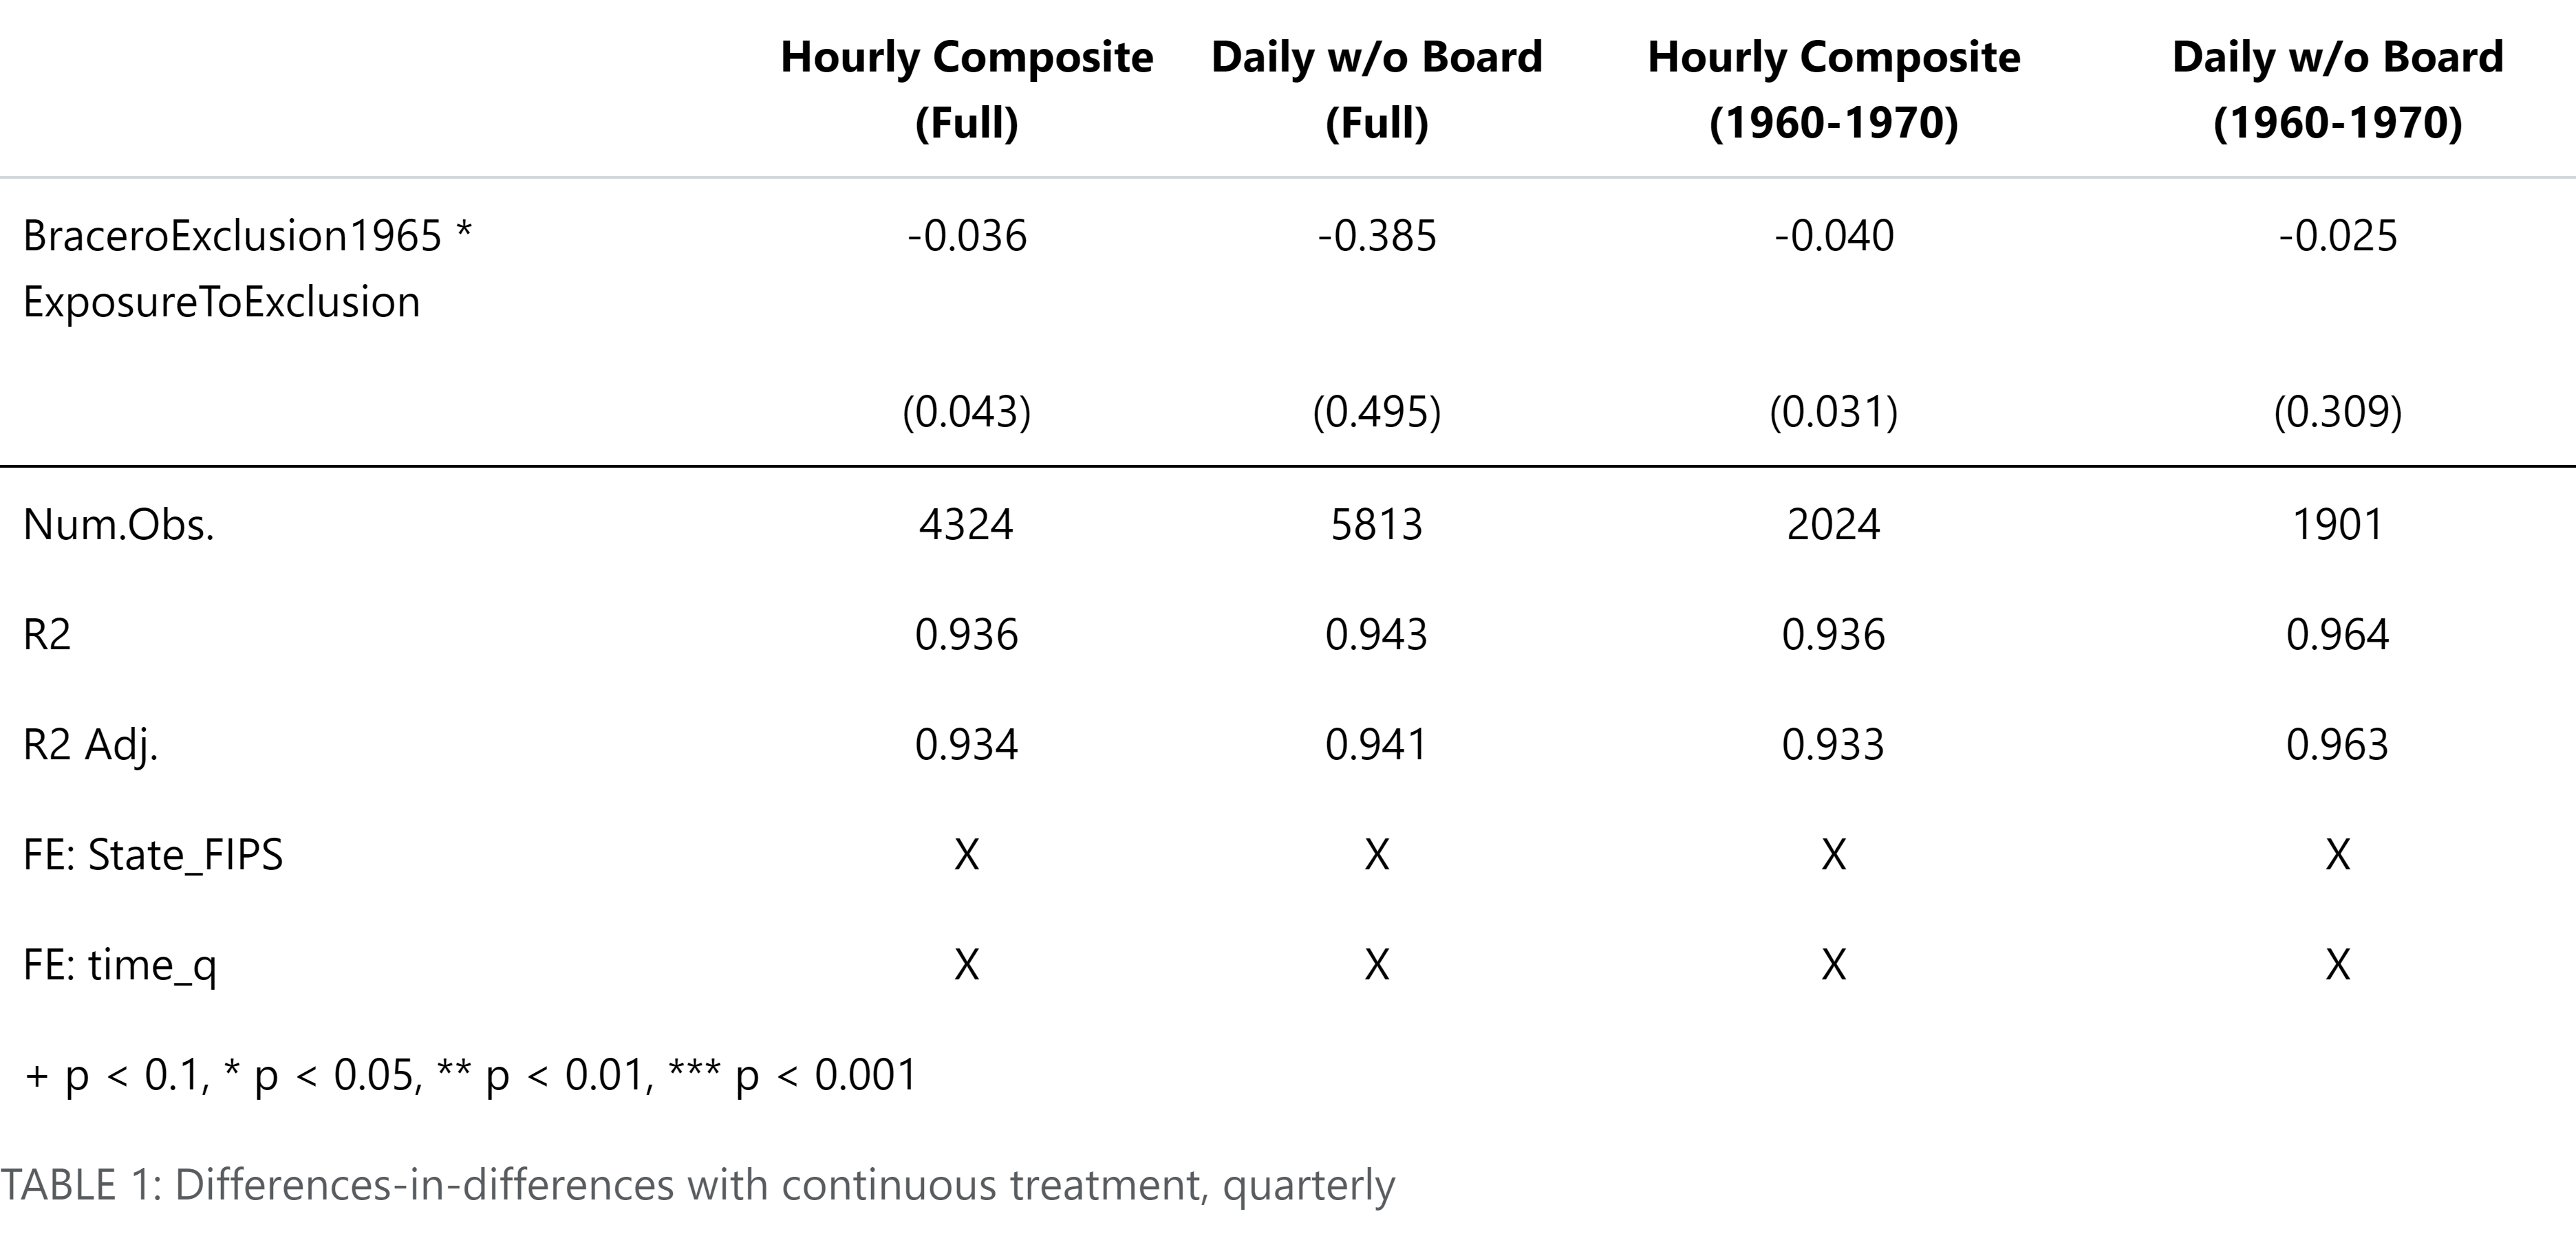 Hourly Composite Daily w/o Board Hourly Composite Daily w/o Board
(Full) (Full) (1960-1970) (1960-1970)
BraceroExclusion1965 * -0.036 -0.385 -0.040 -0.025
ExposureToExclusion
(0.043) (0.495) (0.031) (0.309)
Num.Obs. 4324 5813 2024 1901
R2 0.936 0.943 0.936 0.964
R2 Adj. 0.934 0.941 0.933 0.963
FE: State_FIPS X X X X
FE: time_q X X X X
+ p < 0.1, * p < 0.05, ** p < 0.01, *** p < 0.001
TABLE 1: Differences-in-differences with continuous treatment, quarterly